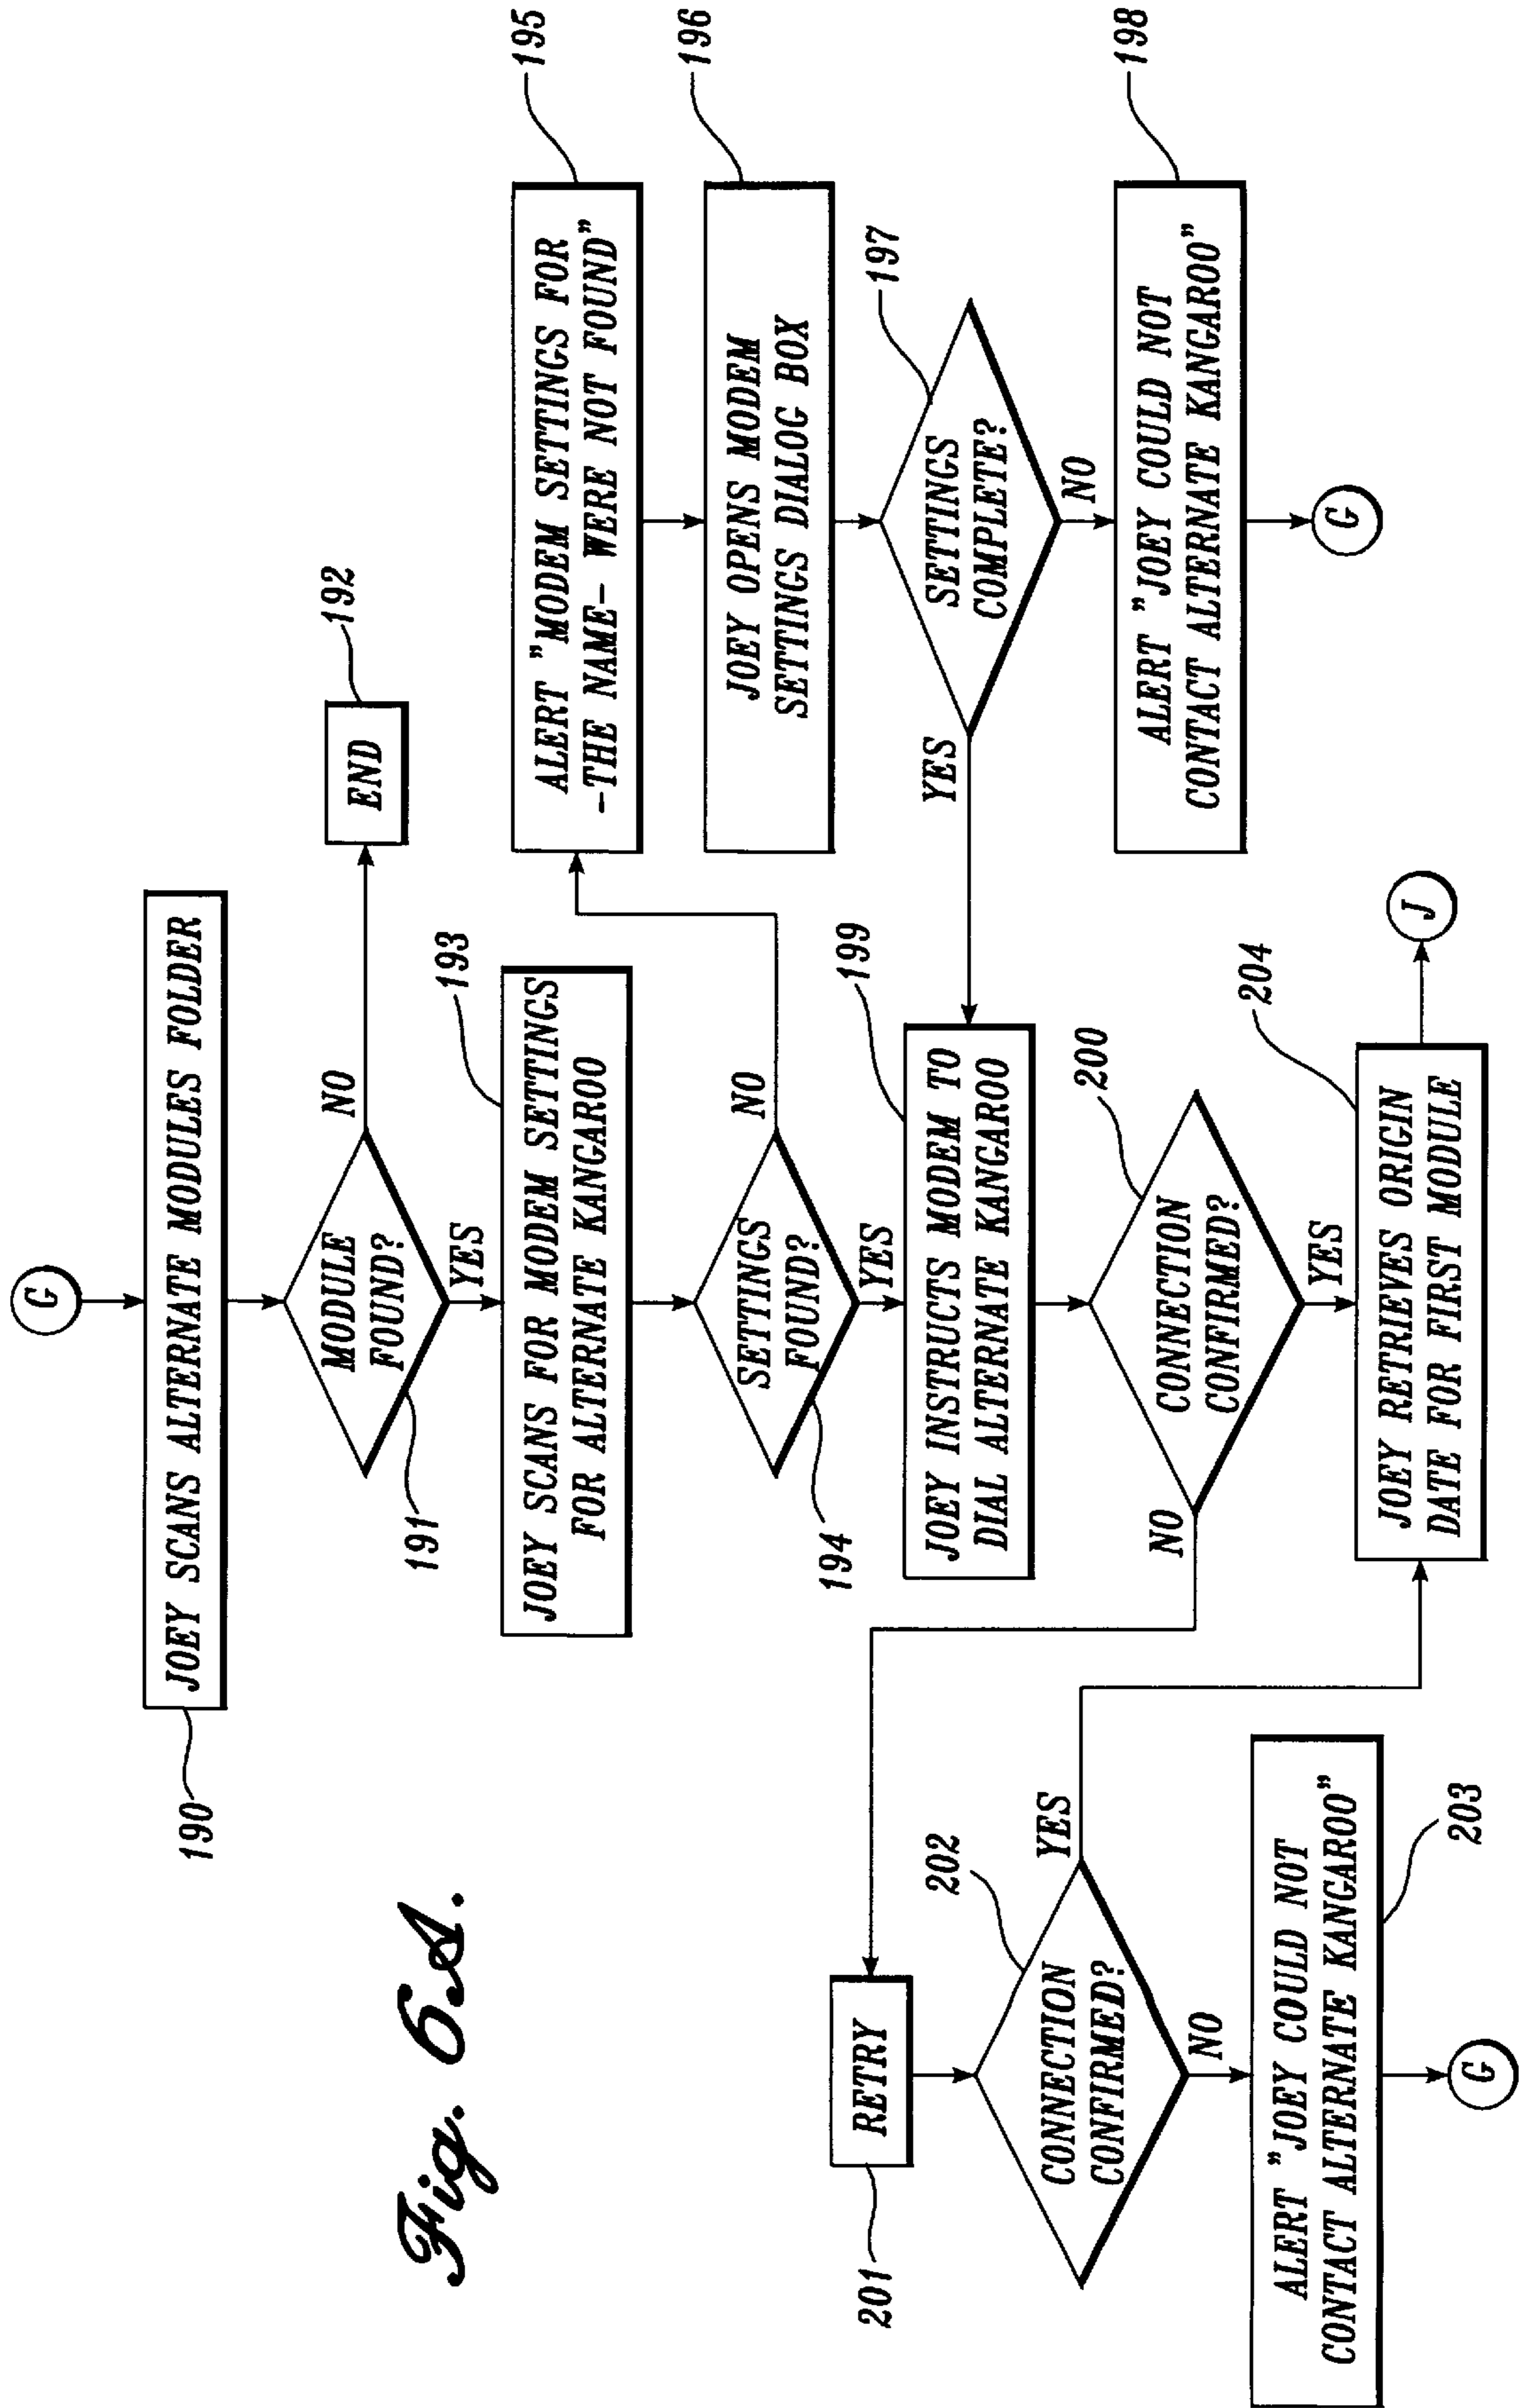 G
JOEY SCANS ALTERNATE MODULES FOLDER
190
MODULE
FOUND?
191
NO
YES
END
192
JOEY SCANS FOR MODEM SETTINGS
FOR ALTERNATE KANGAROO
193
SETTINGS
FOUND?
194
NO
YES
ALERT "MODEM SETTINGS FOR
-THE NAME- WERE NOT FOUND"
195
JOEY OPENS MODEM
SETTINGS DIALOG BOX
196
SETTINGS
COMPLETE?
197
YES
NO
ALERT "JOEY COULD NOT
CONTACT ALTERNATE KANGAROO"
198
G
JOEY INSTRUCTS MODEM TO
DIAL ALTERNATE KANGAROO
199
CONNECTION
CONFIRMED?
200
NO
YES
RETRY
201
CONNECTION
CONFIRMED?
202
YES
NO
ALERT "JOEY COULD NOT
CONTACT ALTERNATE KANGAROO"
203
G
JOEY RETRIEVES ORIGIN
DATE FOR FIRST MODULE
204
J
Fig. 6A.